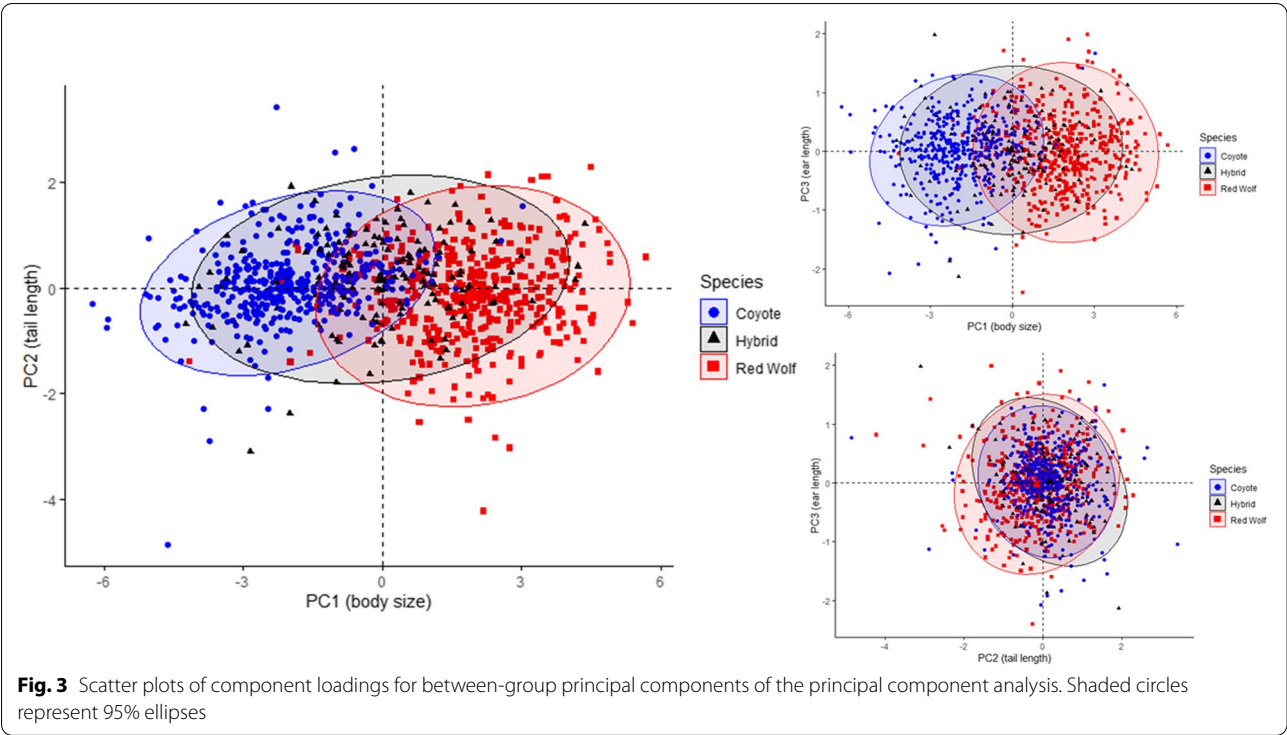 2
0
-2
-4
PC2 (tail length)
-6
-3
0
3
6
PC1 (body size)
Species
Coyote
Hybrid
Red Wolf
2
1
0
-1
-2
PC3 (ear length)
-6
-3
0
3
6
PC1 (body size)
Species
Coyote
Hybrid
Red Wolf
2
1
0
-1
-2
PC3 (ear length)
-4
-2
0
2
PC2 (tail length)
Species
Coyote
Hybrid
Red Wolf
Fig. 3 Scatter plots of component loadings for between-group principal components of the principal component analysis. Shaded circles
represent 95% ellipses